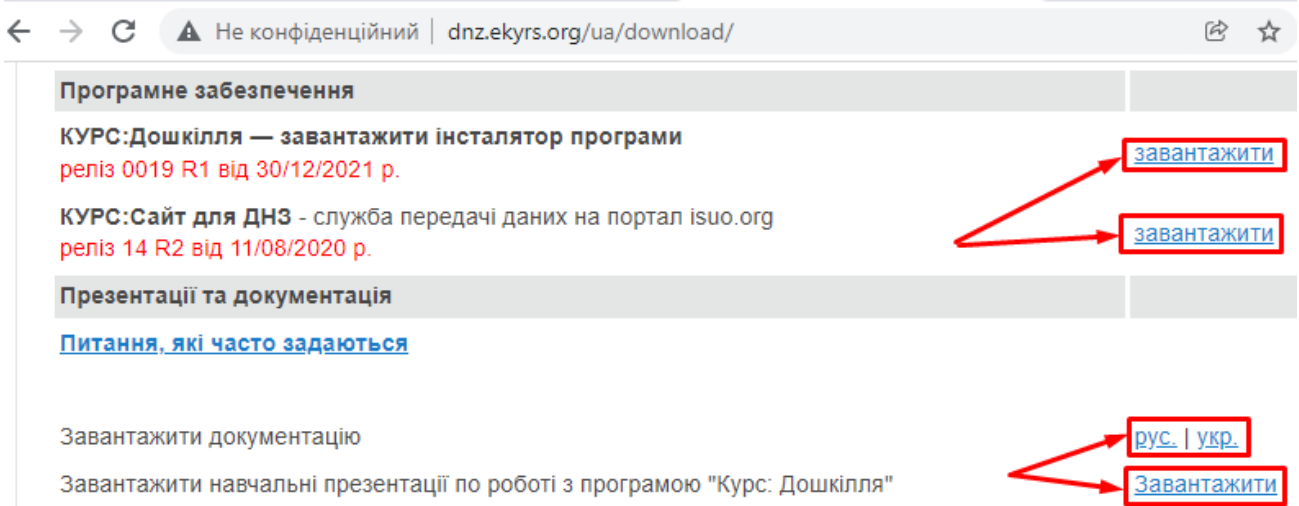 Не конфіденційний | dnz.ekyrs.org/ua/download/
Програмне забезпечення
КУРС:Дошкілля — завантажити інсталятор програми
реліз 0019 R1 від 30/12/2021 р.
завантажити
КУРС:Сайт для ДНЗ - служба передачі даних на портал isuo.org
реліз 14 R2 від 11/08/2020 р.
завантажити
Презентації та документація
Питання, які часто задаються
Завантажити документацію рус. | укр.
Завантажити навчальні презентації по роботі з програмою "Курс: Дошкілля" Завантажити